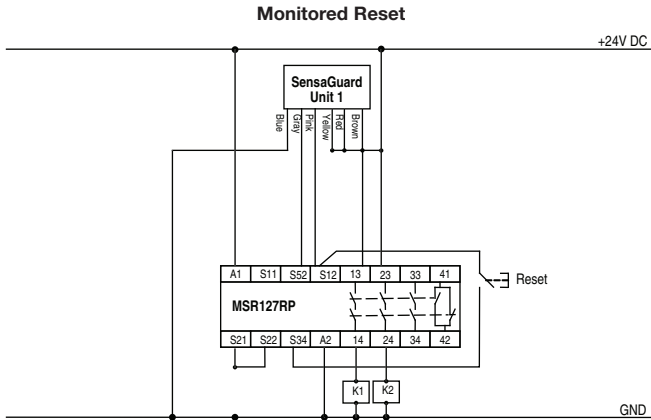 Monitored Reset
+24V DC
SensaGuard
Unit 1
Blue
Gray
Pink
Yellow
Red
Brown
A1 S11 S52 S12 13 23 33 41
Reset
MSR127RP
S21 S22 S34 A2 14 24 34 42
K1 K2
GND